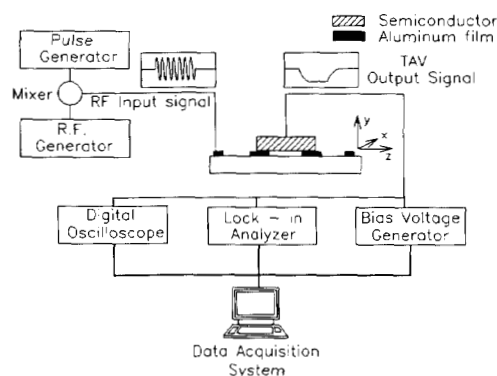 Semiconductor
Aluminum film
Pulse
Generator
TAV
Output Signal
Mixer
RF Input signal
R.F.
Generator
y
x
z
Digital
Oscilloscope
Lock - in
Analyzer
Bias Voltage
Generator
Data Acquisition
System